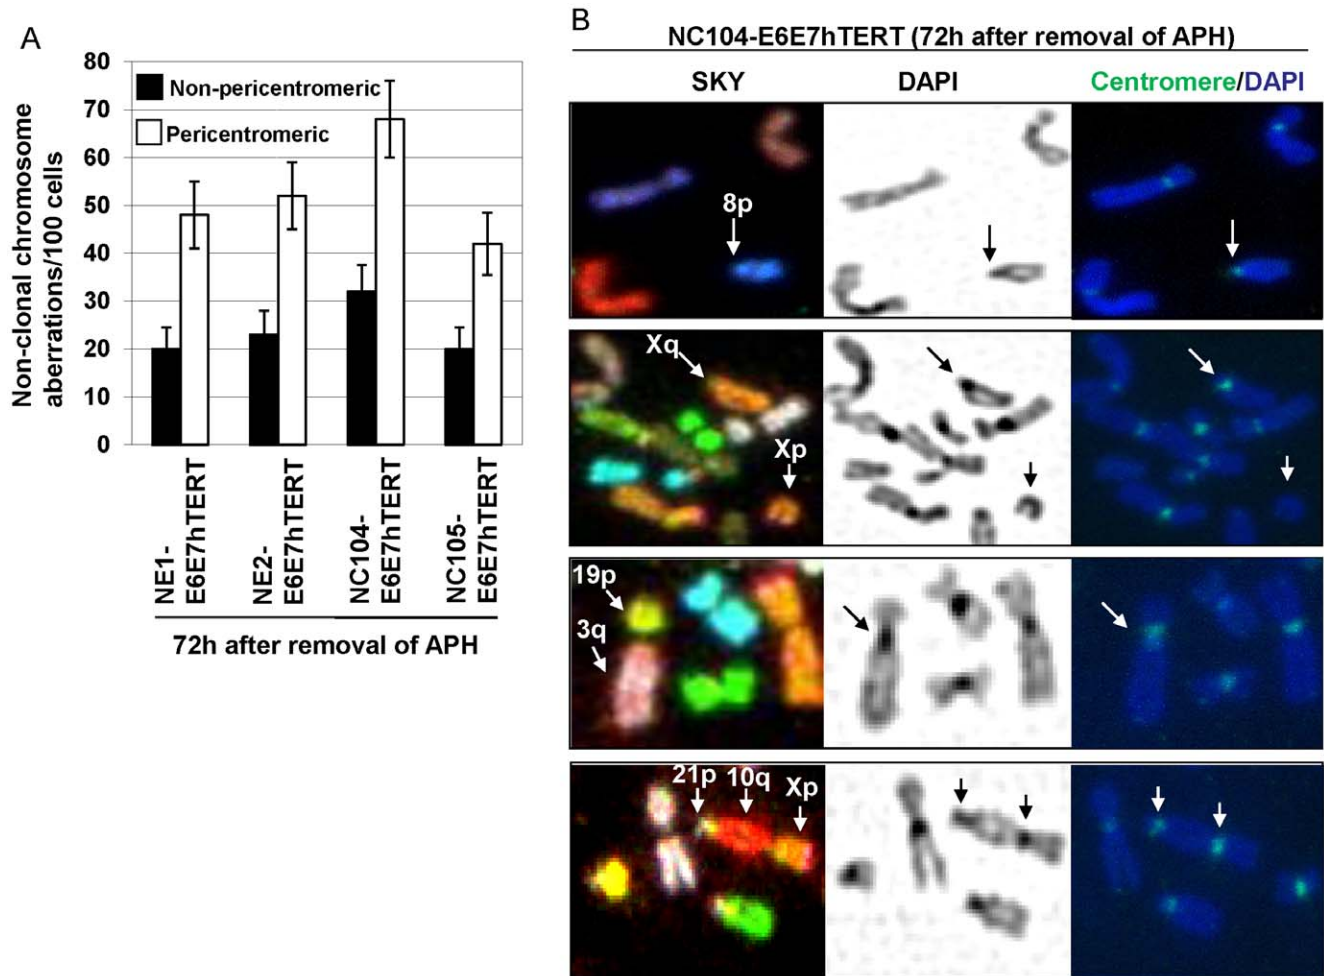 A
Non-clonal chromosome
aberrations/100 cells
80
70
60
50
40
30
20
10
0
Non-pericentromeric
Pericentromeric
NE1-
E6E7hTERT
NE2-
E6E7hTERT
NC104-
E6E7hTERT
NC105-
E6E7hTERT
72h after removal of APH
B
NC104-E6E7hTERT (72h after removal of APH)
SKY DAPI Centromere/DAPI
8p
Xq
Xp
19p
3q
21p 10q Xp